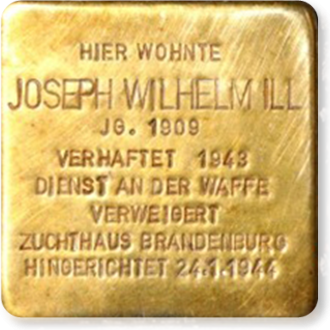 HIER WOHNTE
JOSEPH WILHELM ILL
JG. 1909
VERHAFTET 1943
DIENST AN DER WAFFE
VERWEIGERT
ZUCHTHAUS BRANDENBURG
HINGERICHTET 24.1.1944